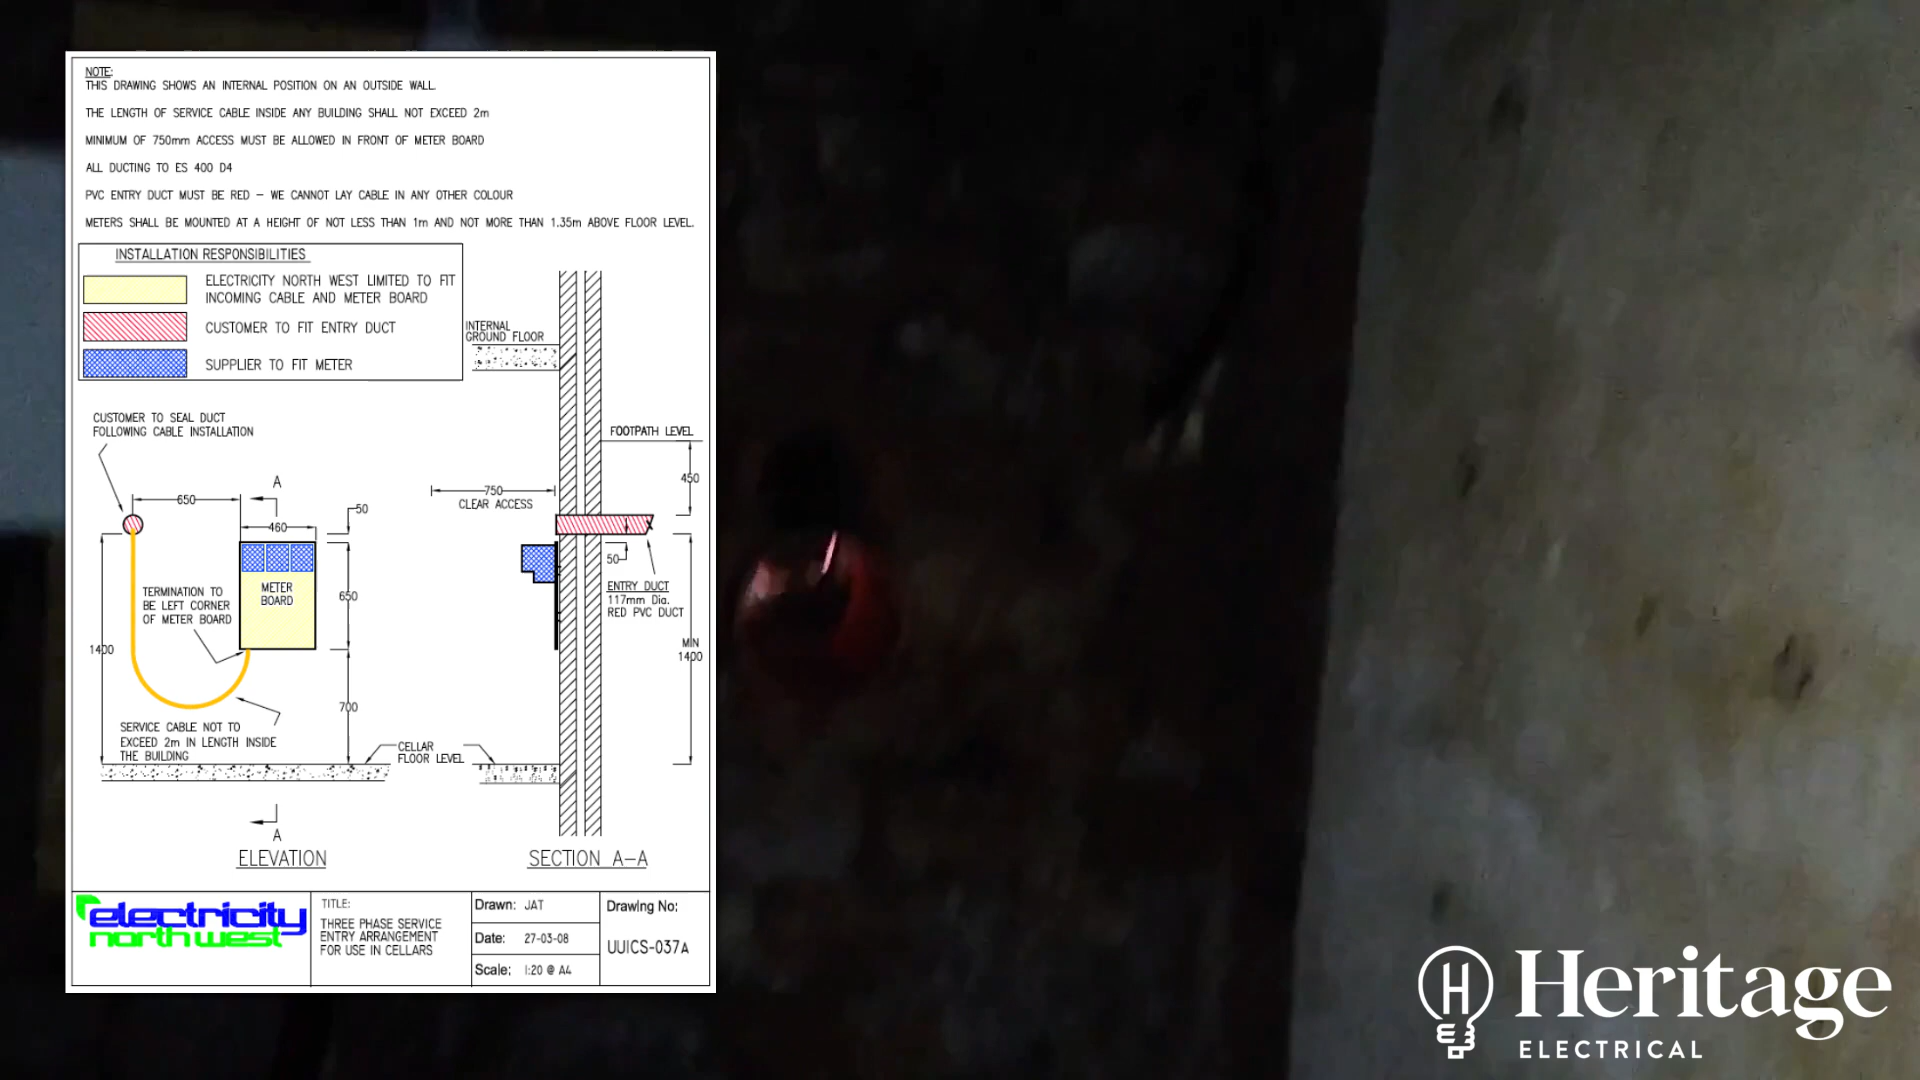 NOTE:
THIS DRAWING SHOWS AN INTERNAL POSITION ON AN OUTSIDE WALL.
THE LENGTH OF SERVICE CABLE INSIDE ANY BUILDING SHALL NOT EXCEED 2m
MINIMUM OF 750mm ACCESS MUST BE ALLOWED IN FRONT OF METER BOARD
ALL DUCTING TO ES 400 D4
PVC ENTRY DUCT MUST BE RED – WE CANNOT LAY CABLE IN ANY OTHER COLOUR
METERS SHALL BE MOUNTED AT A HEIGHT OF NOT LESS THAN 1m AND NOT MORE THAN 1.35m ABOVE FLOOR LEVEL.
INSTALLATION RESPONSIBILITIES
ELECTRICITY NORTH WEST LIMITED TO FIT
INCOMING CABLE AND METER BOARD
CUSTOMER TO FIT ENTRY DUCT
SUPPLIER TO FIT METER
INTERNAL
GROUND FLOOR
CUSTOMER TO SEAL DUCT
FOLLOWING CABLE INSTALLATION
FOOTPATH LEVEL
450
A
650
460
50
750
CLEAR ACCESS
50
METER
BOARD
TERMINATION TO
BE LEFT CORNER
OF METER BOARD
650
ENTRY DUCT
117mm Dia.
RED PVC DUCT
1400
MIN
1400
700
SERVICE CABLE NOT TO
EXCEED 2m IN LENGTH INSIDE
THE BUILDING
CELLAR
FLOOR LEVEL
A
ELEVATION
SECTION A–A
electricity
northwest
TITLE:
THREE PHASE SERVICE
ENTRY ARRANGEMENT
FOR USE IN CELLARS
Drawn: JAT
Date: 27-03-08
Scale: 1:20 @ A4
Drawing No:
UUICS-037A
Heritage
ELECTRICAL